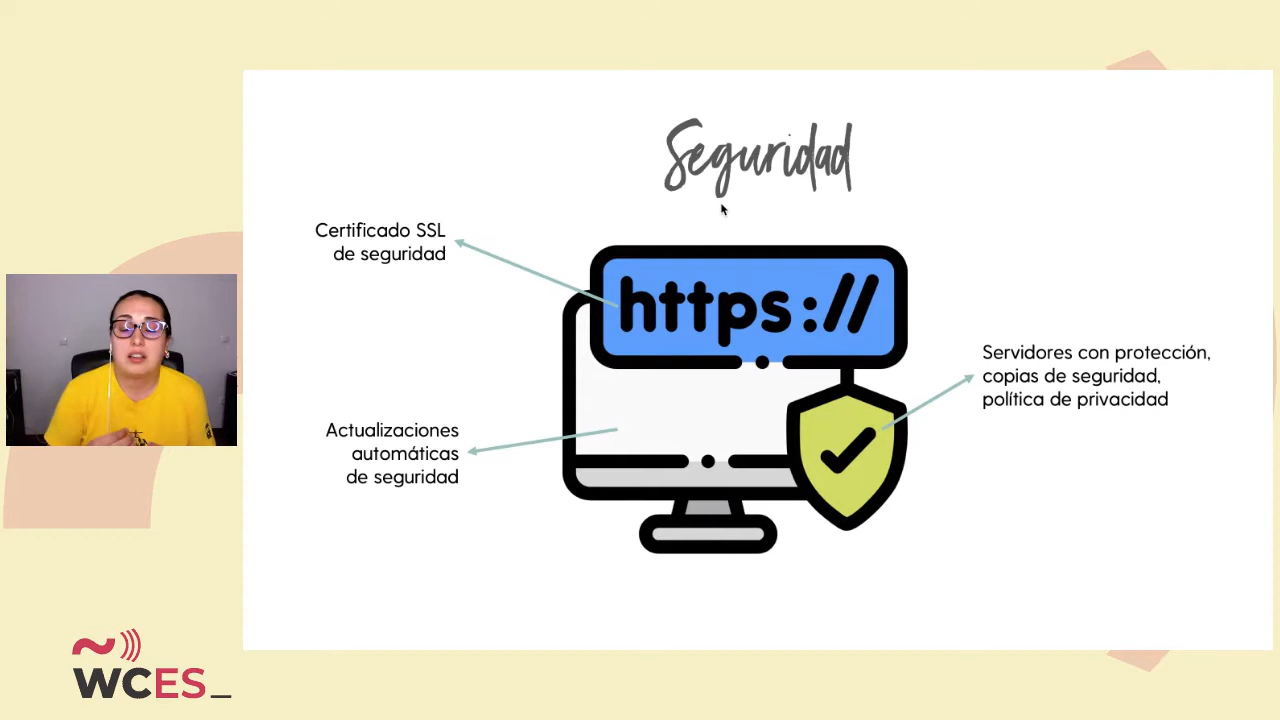 Seguridad
Certificado SSL
de seguridad
https://
Servidores con protección,
copias de seguridad,
política de privacidad
Actualizaciones
automáticas
de seguridad
WCES_